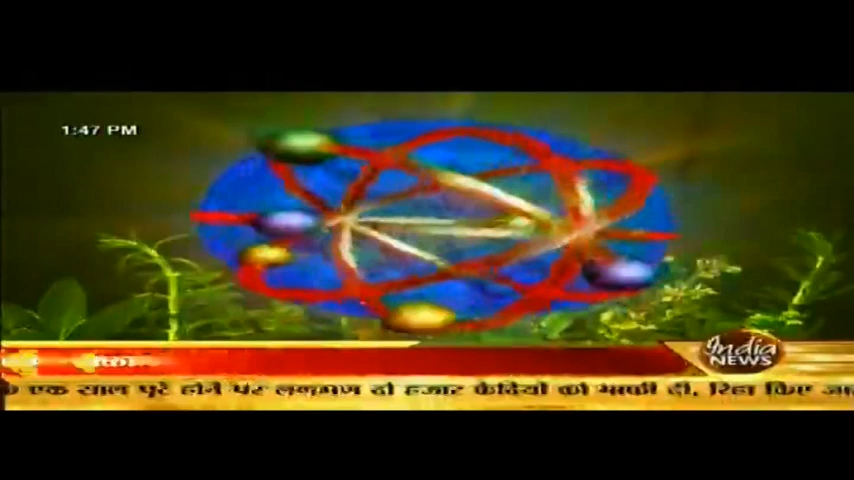 1:47 PM
India
NEWS
के एक साल पूरे होने पर लगभग दो हजार कैदियों को माफी दी, रिहा किए